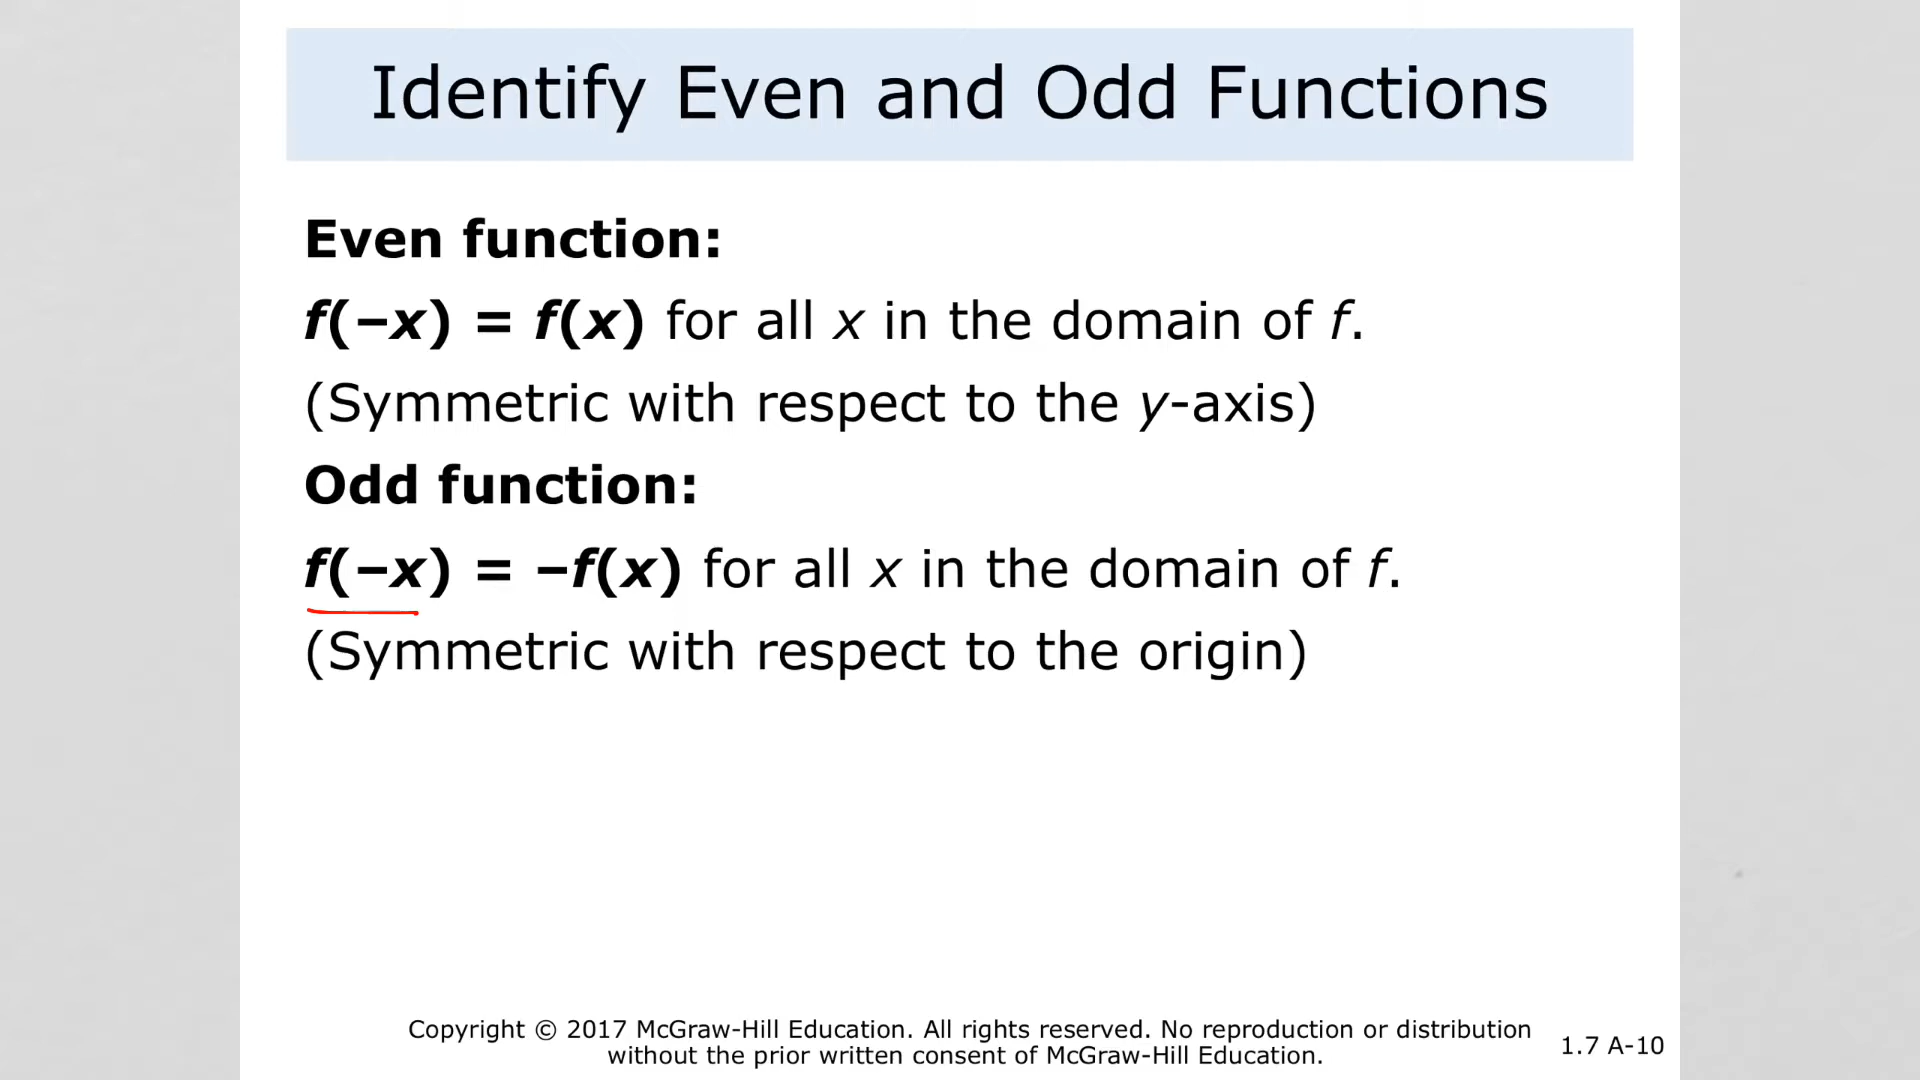 Identify Even and Odd Functions
Even function:
f(−x) = f(x) for all x in the domain of f.
(Symmetric with respect to the y-axis)
Odd function:
f(−x) = −f(x) for all x in the domain of f.
(Symmetric with respect to the origin)
Copyright © 2017 McGraw-Hill Education. All rights reserved. No reproduction or distribution
without the prior written consent of McGraw-Hill Education.
1.7 A-10